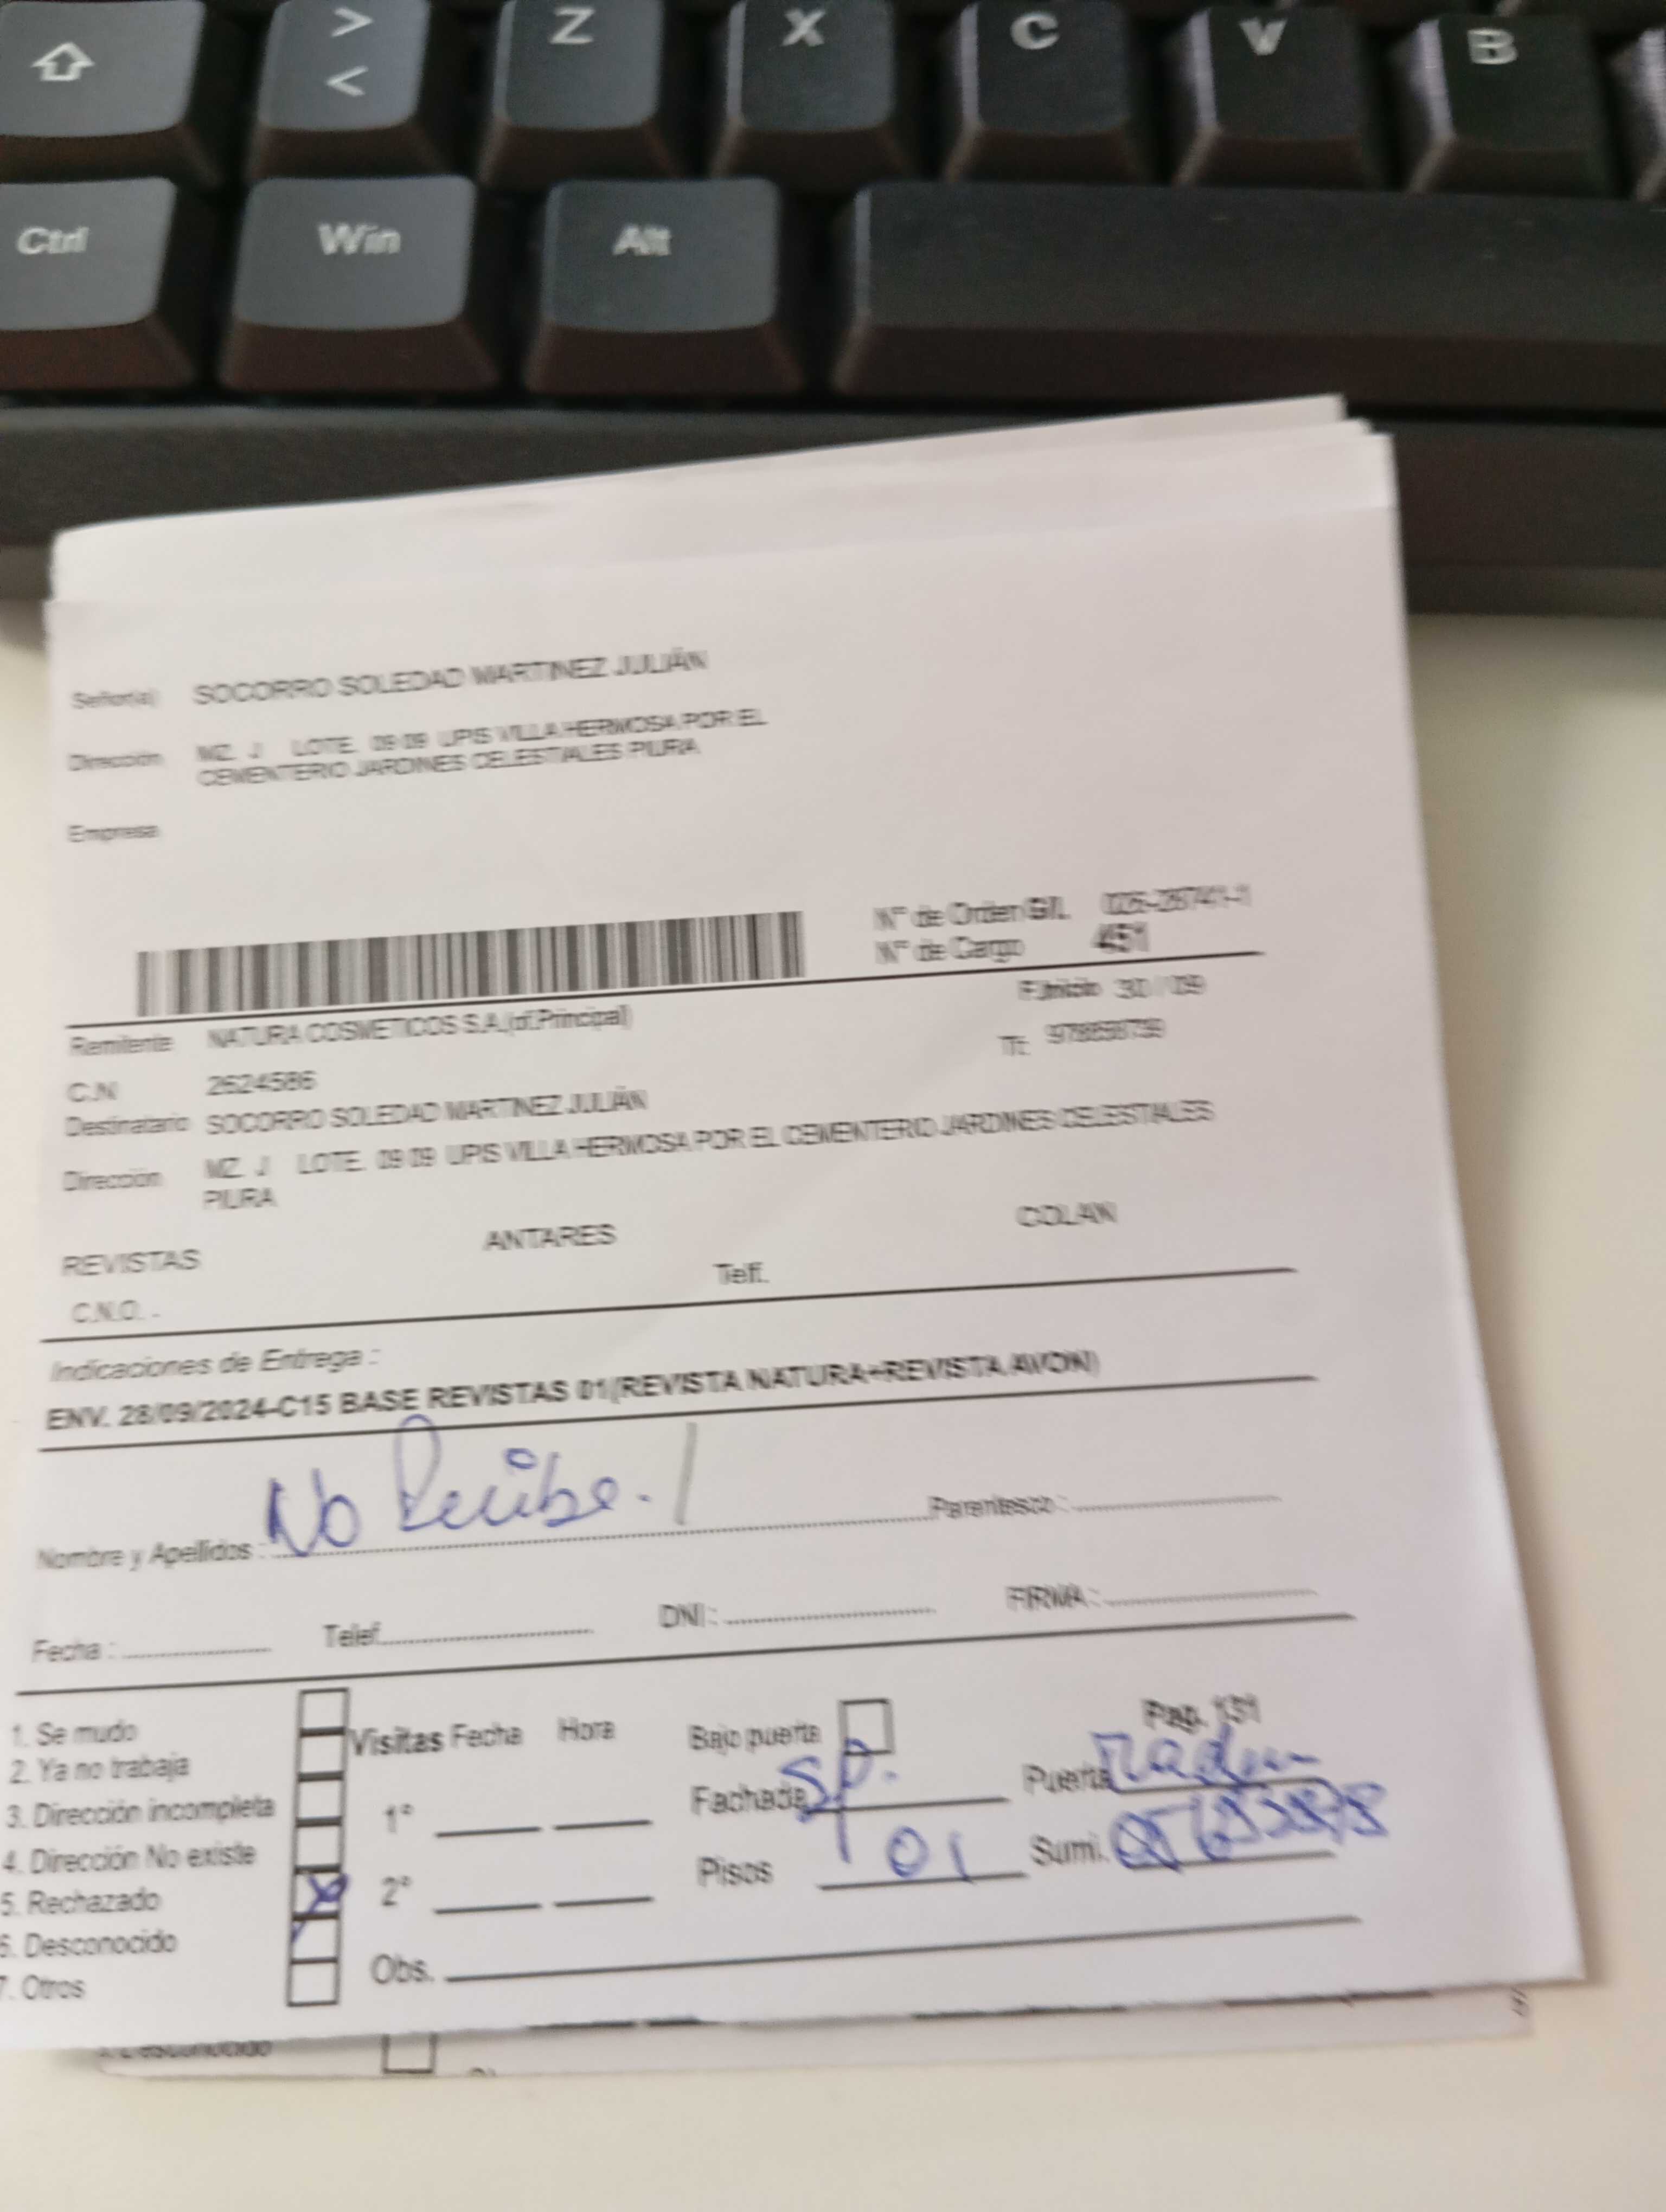 > Z X C V B
<
Ctrl Win Alt
Señor(a) SOCORRO SOLEDAD MARTINEZ JULIÁN
Dirección MZ. J LOTE. 09 09 UPIS VILLA HERMOSA POR EL
CEMENTERIO JARDINES CELESTIALES PIURA
Empresa
N° de Orden S/L
N° de Cargo 451
30 / 09
Remitente NATURA COSMETICOS S.A.(of.Principal)
C.N 2624586
Destinatario SOCORRO SOLEDAD MARTINEZ JULIÁN
Dirección MZ. J LOTE. 09 09 UPIS VILLA HERMOSA POR EL CEMENTERIO JARDINES CELESTIALES
PIURA
REVISTAS ANTARES COLAN
C.N.O. - Telf.
Indicaciones de Entrega :
ENV. 28/09/2024-C15 BASE REVISTAS 01(REVISTA NATURA+REVISTA AVON)
No Recibe.
Nombre y Apellidos : Parentesco :
Fecha : Telef. DNI : FIRMA :
1. Se mudo Visitas Fecha Hora Bajo puerta Pag. 131
2. Ya no trabaja
3. Dirección incompleta 1° Fachada Sp. Puerta
4. Dirección No existe
5. Rechazado X 2° Pisos 01 Sumi.
6. Desconocido
7. Otros Obs.